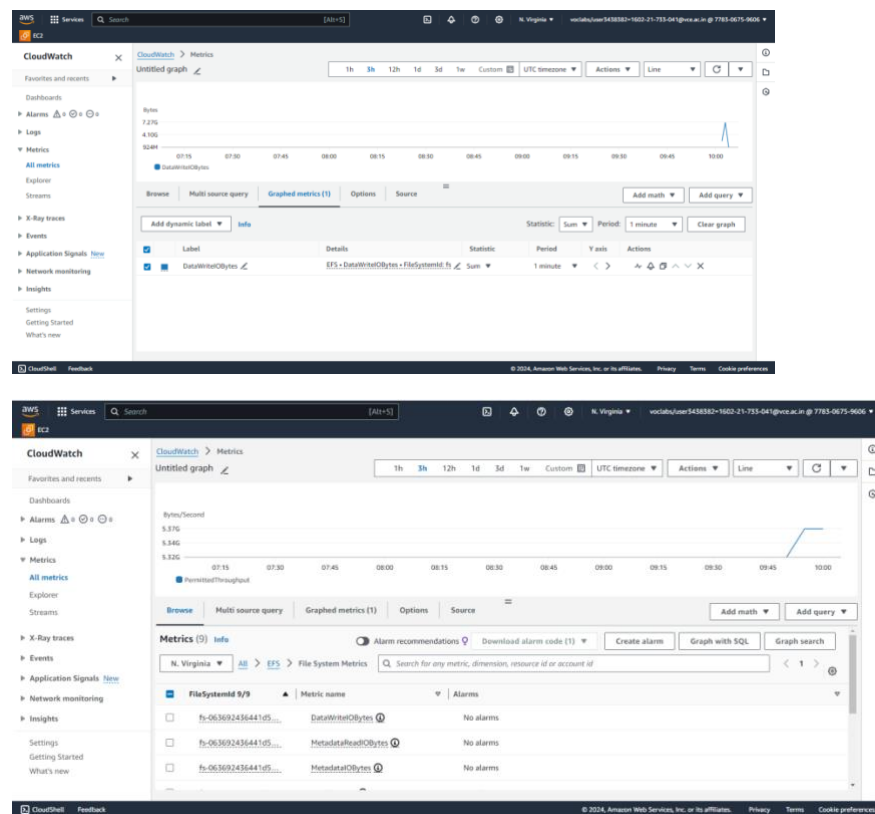 aws Services Search [Alt+S] N. Virginia voclabs/user3438382=1602-21-733-041@vce.ac.in @ 7783-0675-9606
EC2
CloudWatch
CloudWatch > Metrics
Untitled graph 1h 3h 12h 1d 3d 1w Custom UTC timezone Actions Line
Favorites and recents
Dashboards
Alarms 0 0 0
Logs
Metrics
All metrics
Explorer
Streams
X-Ray traces
Events
Application Signals New
Network monitoring
Insights
Settings
Getting Started
What's new
Bytes
7.27G
4.10G
924M
07:15 07:30 07:45 08:00 08:15 08:30 08:45 09:00 09:15 09:30 09:45 10:00
DataWriteIOBytes
Browse Multi source query Graphed metrics (1) Options Source Add math Add query
Add dynamic label Info Statistic: Sum Period: 1 minute Clear graph
Label Details Statistic Period Y axis Actions
DataWriteIOBytes EFS • DataWriteIOBytes • FileSystemId: fs Sum 1 minute
CloudShell Feedback © 2024, Amazon Web Services, Inc. or its affiliates. Privacy Terms Cookie preferences
aws Services Search [Alt+S] N. Virginia voclabs/user3438382=1602-21-733-041@vce.ac.in @ 7783-0675-9606
EC2
CloudWatch
CloudWatch > Metrics
Untitled graph 1h 3h 12h 1d 3d 1w Custom UTC timezone Actions Line
Favorites and recents
Dashboards
Alarms 0 0 0
Logs
Metrics
All metrics
Explorer
Streams
X-Ray traces
Events
Application Signals New
Network monitoring
Insights
Settings
Getting Started
What's new
Bytes/Second
5.37G
5.34G
5.32G
07:15 07:30 07:45 08:00 08:15 08:30 08:45 09:00 09:15 09:30 09:45 10:00
PermittedThroughput
Browse Multi source query Graphed metrics (1) Options Source Add math Add query
Metrics (9) Info Alarm recommendations Download alarm code (1) Create alarm Graph with SQL Graph search
N. Virginia All > EFS > File System Metrics Search for any metric, dimension, resource id or account id 1
FileSystemId 9/9 Metric name Alarms
fs-063692436441d5... DataWriteIOBytes No alarms
fs-063692436441d5... MetadataReadIOBytes No alarms
fs-063692436441d5... MetadataIOBytes No alarms
CloudShell Feedback © 2024, Amazon Web Services, Inc. or its affiliates. Privacy Terms Cookie preferences